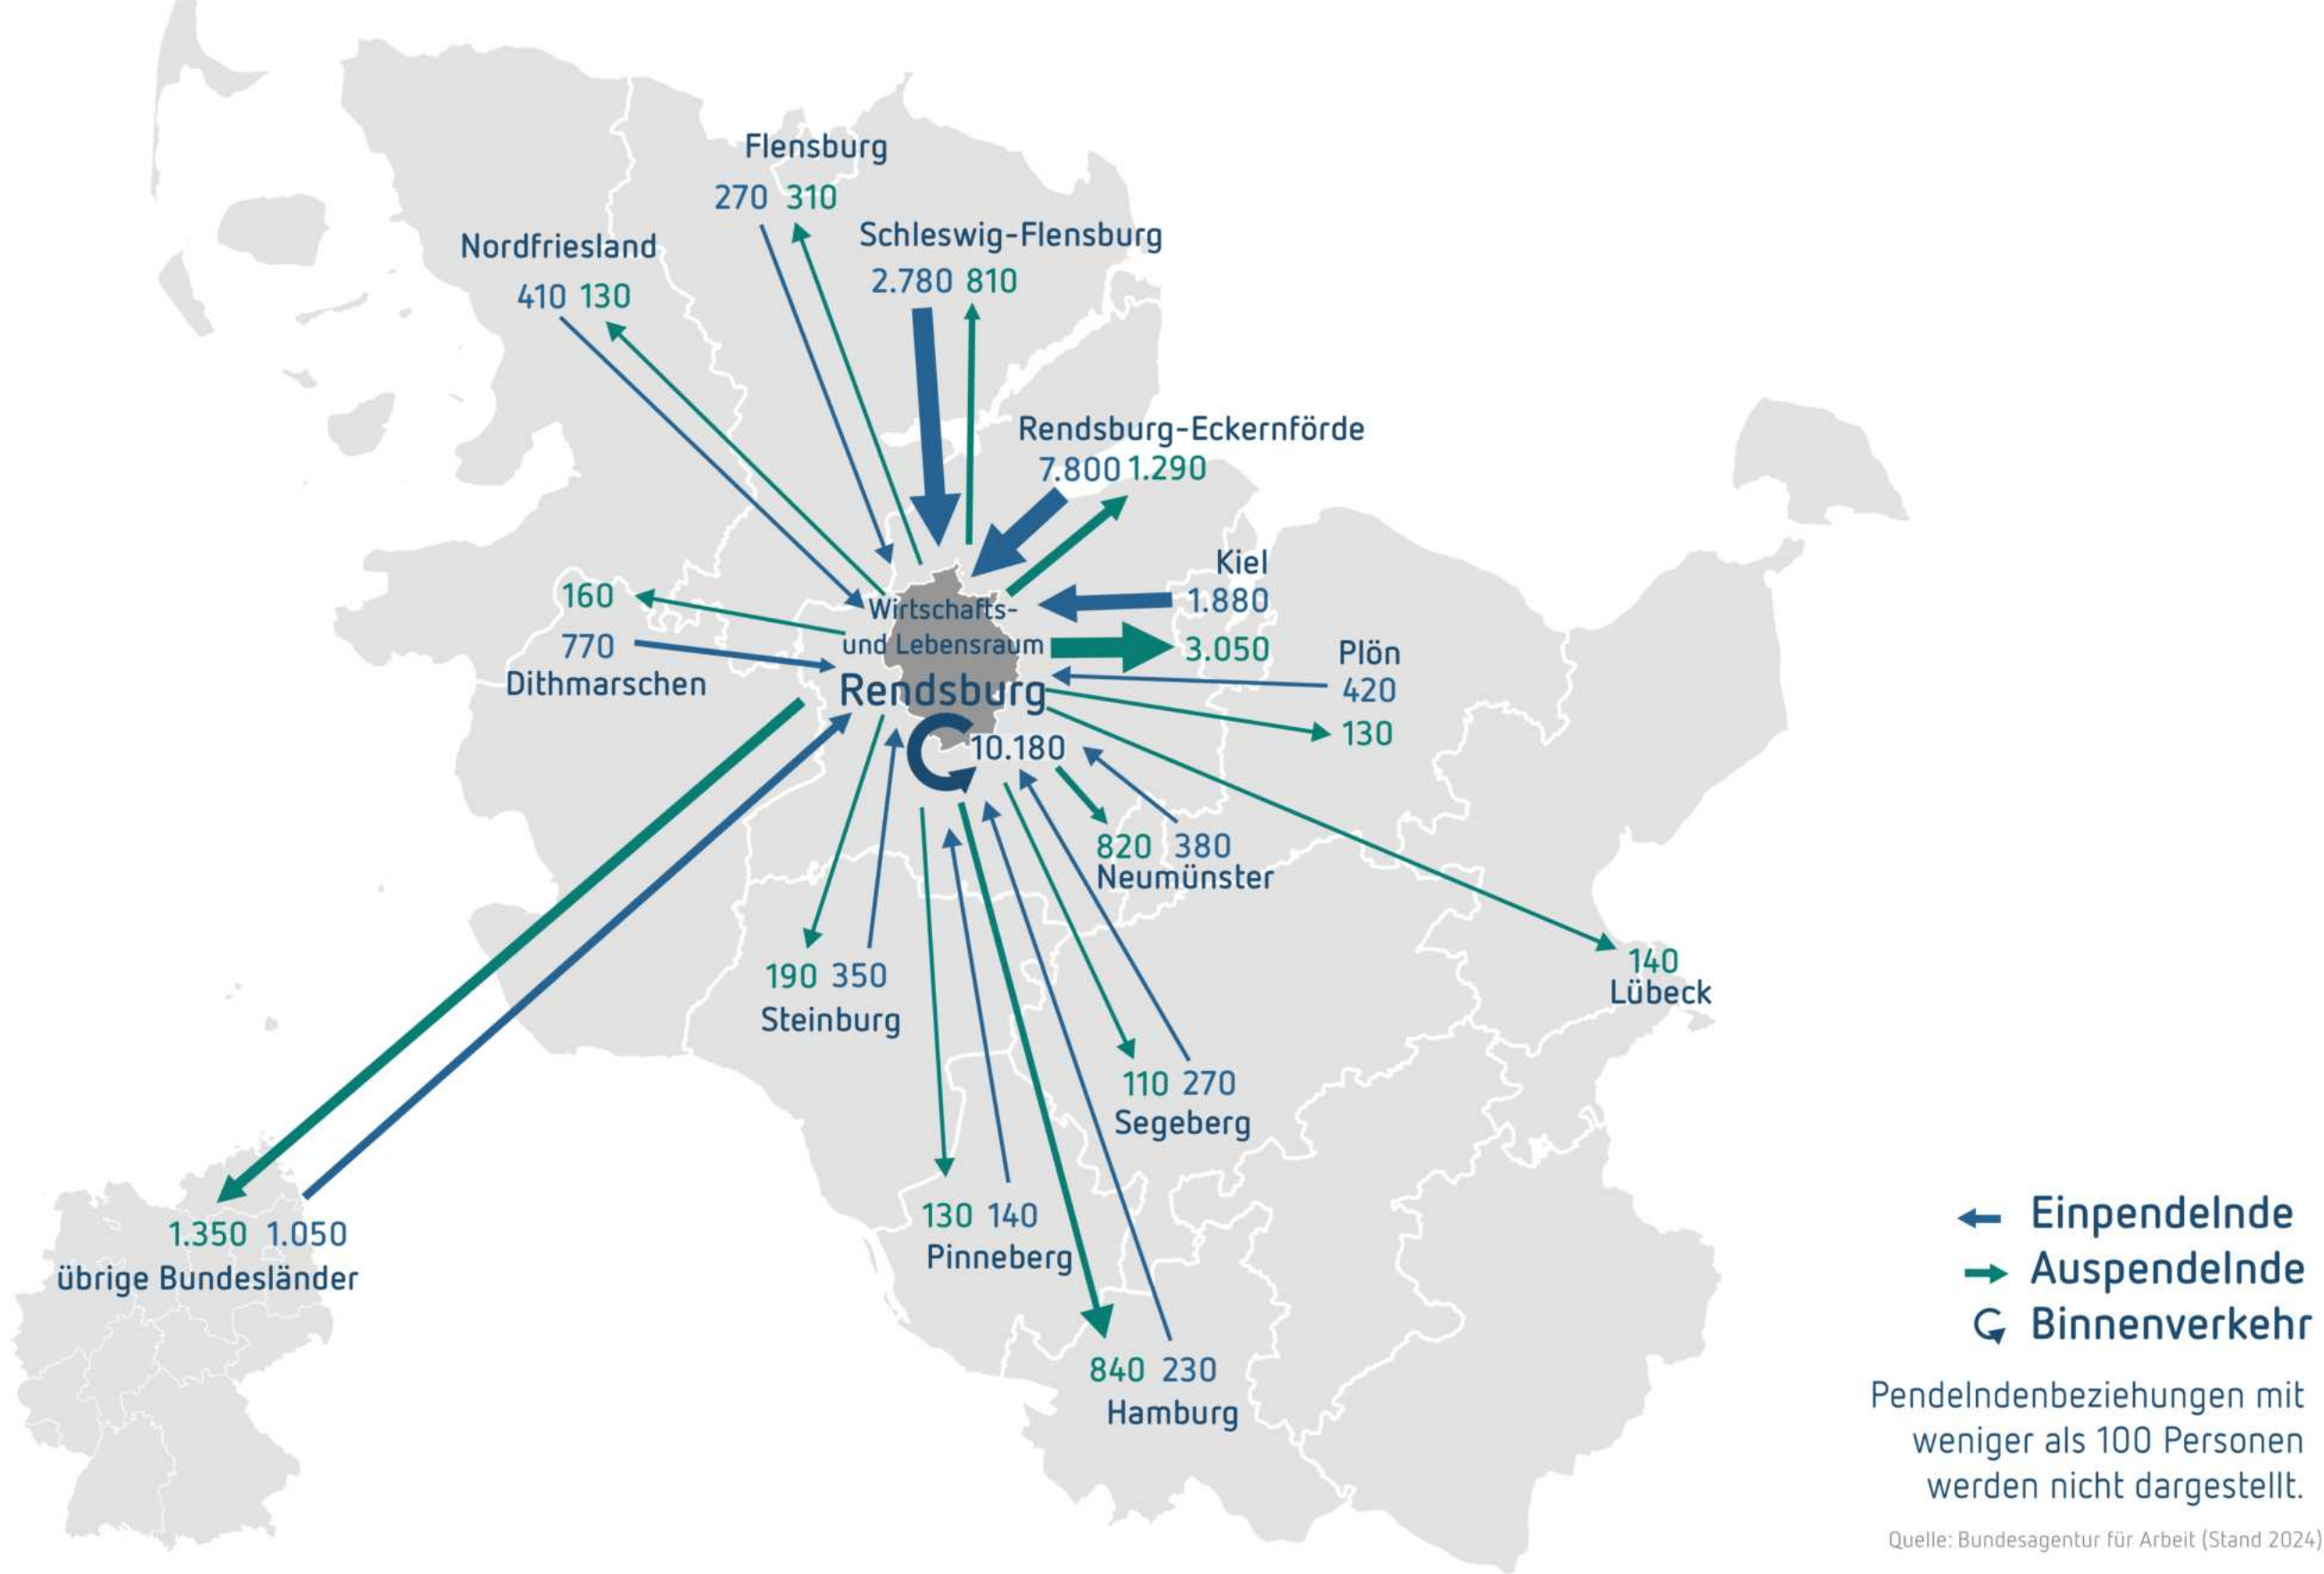 Flensburg
270 310
Schleswig-Flensburg
2.780 810
Nordfriesland
410 130
Rendsburg-Eckernförde
7.800 1.290
Kiel
1.880
3.050
160
770
Dithmarschen
Wirtschafts-
und Lebensraum
Rendsburg
10.180
Plön
420
130
820 380
Neumünster
140
Lübeck
190 350
Steinburg
110 270
Segeberg
130 140
Pinneberg
1.350 1.050
übrige Bundesländer
840 230
Hamburg
Einpendelnde
Auspendelnde
Binnenverkehr
Pendelndenbeziehungen mit
weniger als 100 Personen
werden nicht dargestellt.
Quelle: Bundesagentur für Arbeit (Stand 2024)